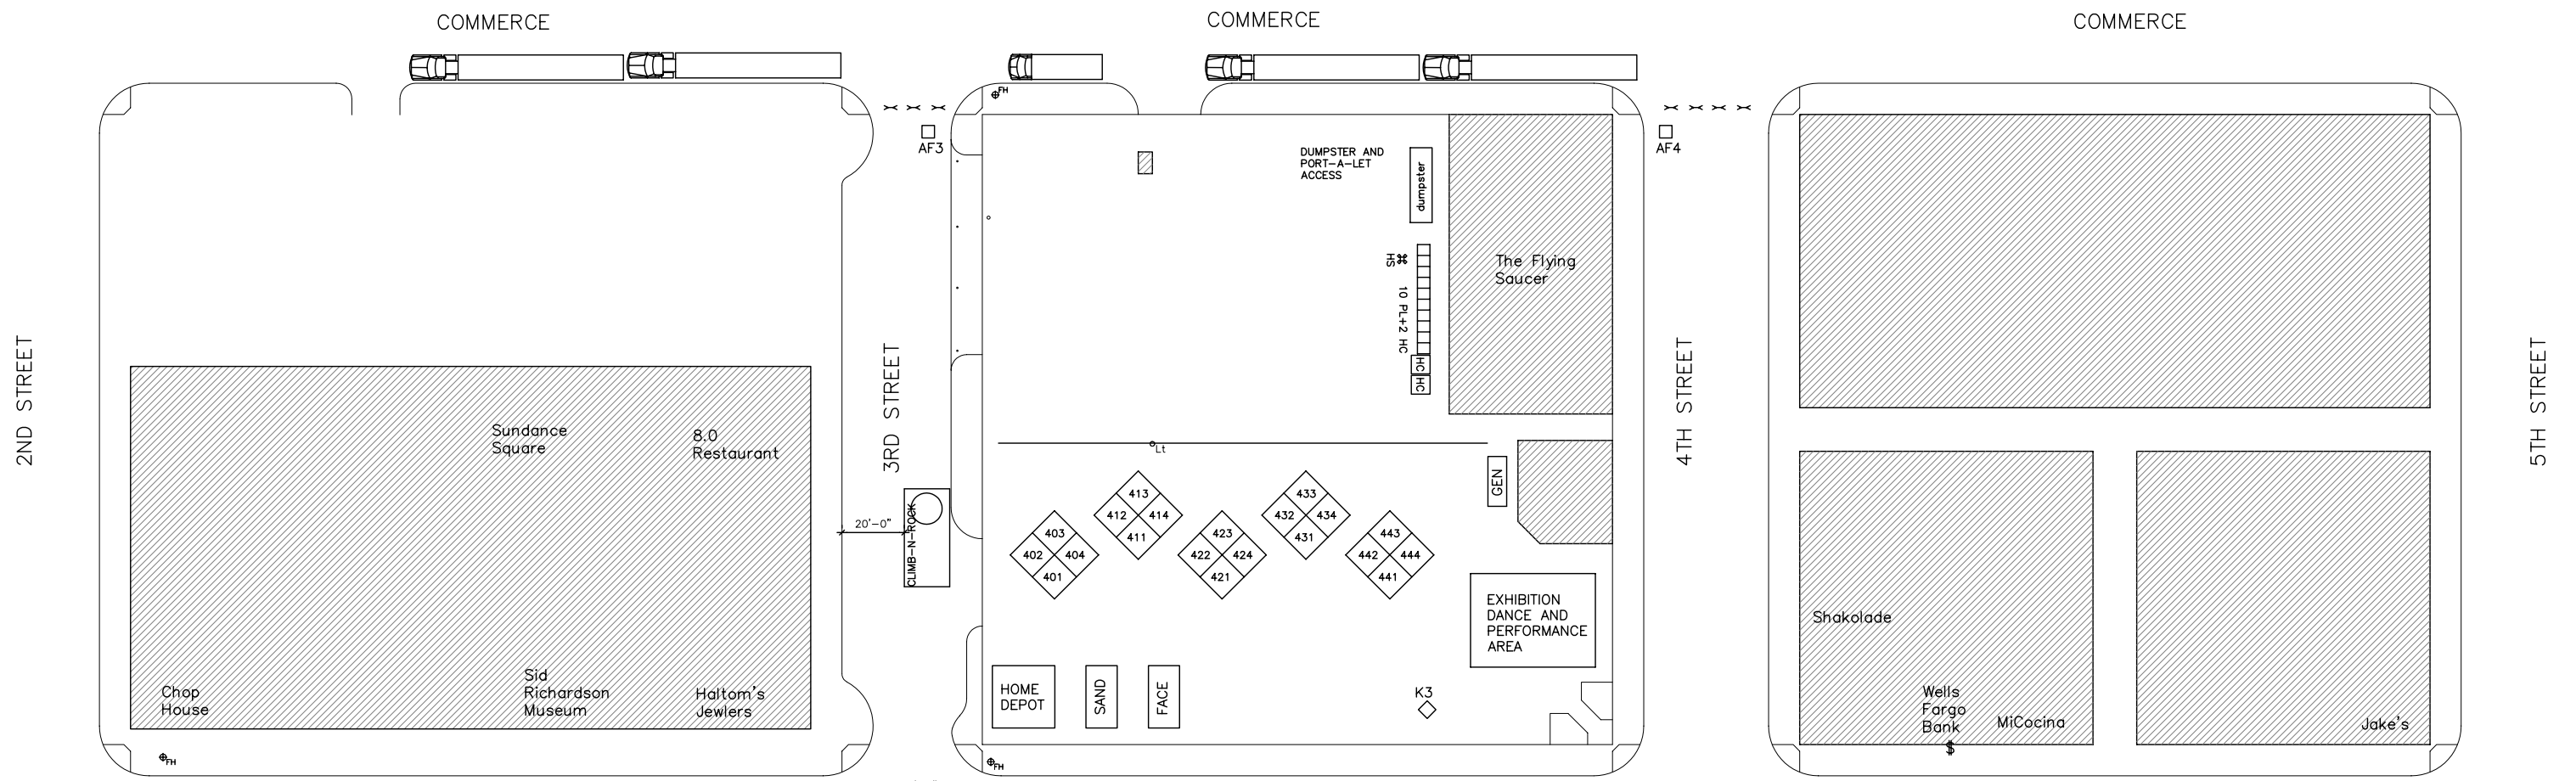 COMMERCE
COMMERCE
COMMERCE
FH
AF3
AF4
DUMPSTER AND
PORT-A-LET
ACCESS
dumpster
The Flying
Saucer
HS
10 PL+2 HC
HC
HC
2ND STREET
3RD STREET
4TH STREET
5TH STREET
Sundance
Square
8.0
Restaurant
Lt
GEN
CLIMB-N-ROCK
20'-0"
403
402
404
401
413
412
414
411
423
422
424
421
433
432
434
431
443
442
444
441
EXHIBITION
DANCE AND
PERFORMANCE
AREA
Shakolade
HOME
DEPOT
SAND
FACE
K3
Chop
House
Sid
Richardson
Museum
Haltom's
Jewlers
Wells
Fargo
Bank
MiCocina
Jake's
$
FH
FH